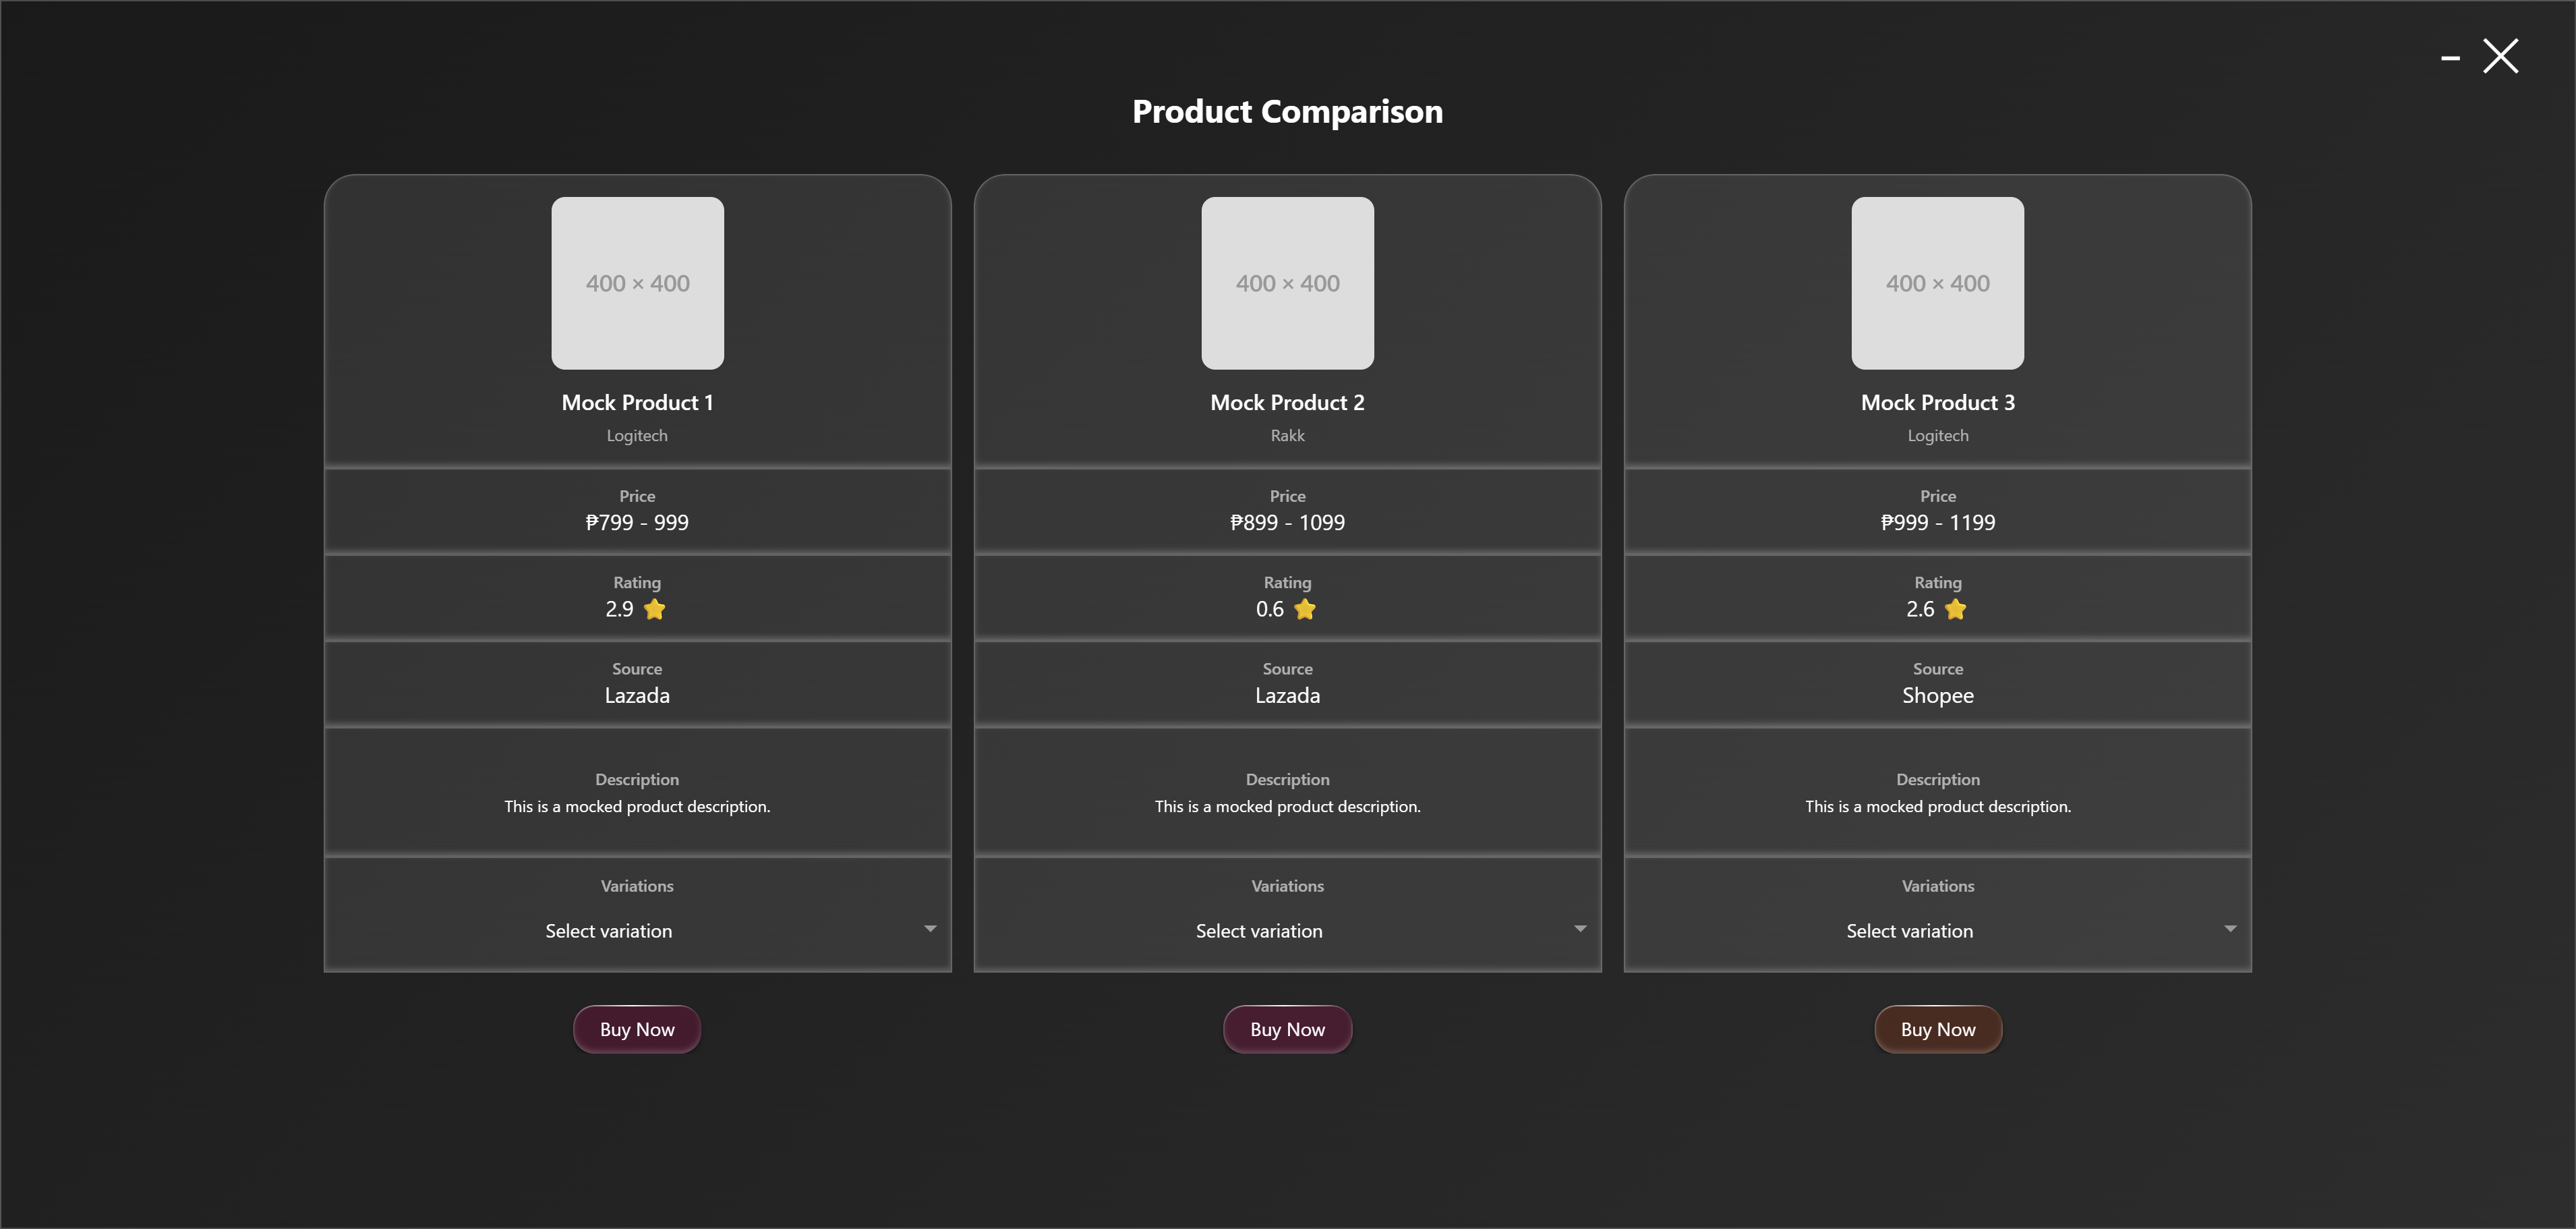 Product Comparison
400 × 400
Mock Product 1
Logitech
Price
₱799 - 999
Rating
2.9 ⭐
Source
Lazada
Description
This is a mocked product description.
Variations
Select variation
Buy Now
400 × 400
Mock Product 2
Rakk
Price
₱899 - 1099
Rating
0.6 ⭐
Source
Lazada
Description
This is a mocked product description.
Variations
Select variation
Buy Now
400 × 400
Mock Product 3
Logitech
Price
₱999 - 1199
Rating
2.6 ⭐
Source
Shopee
Description
This is a mocked product description.
Variations
Select variation
Buy Now